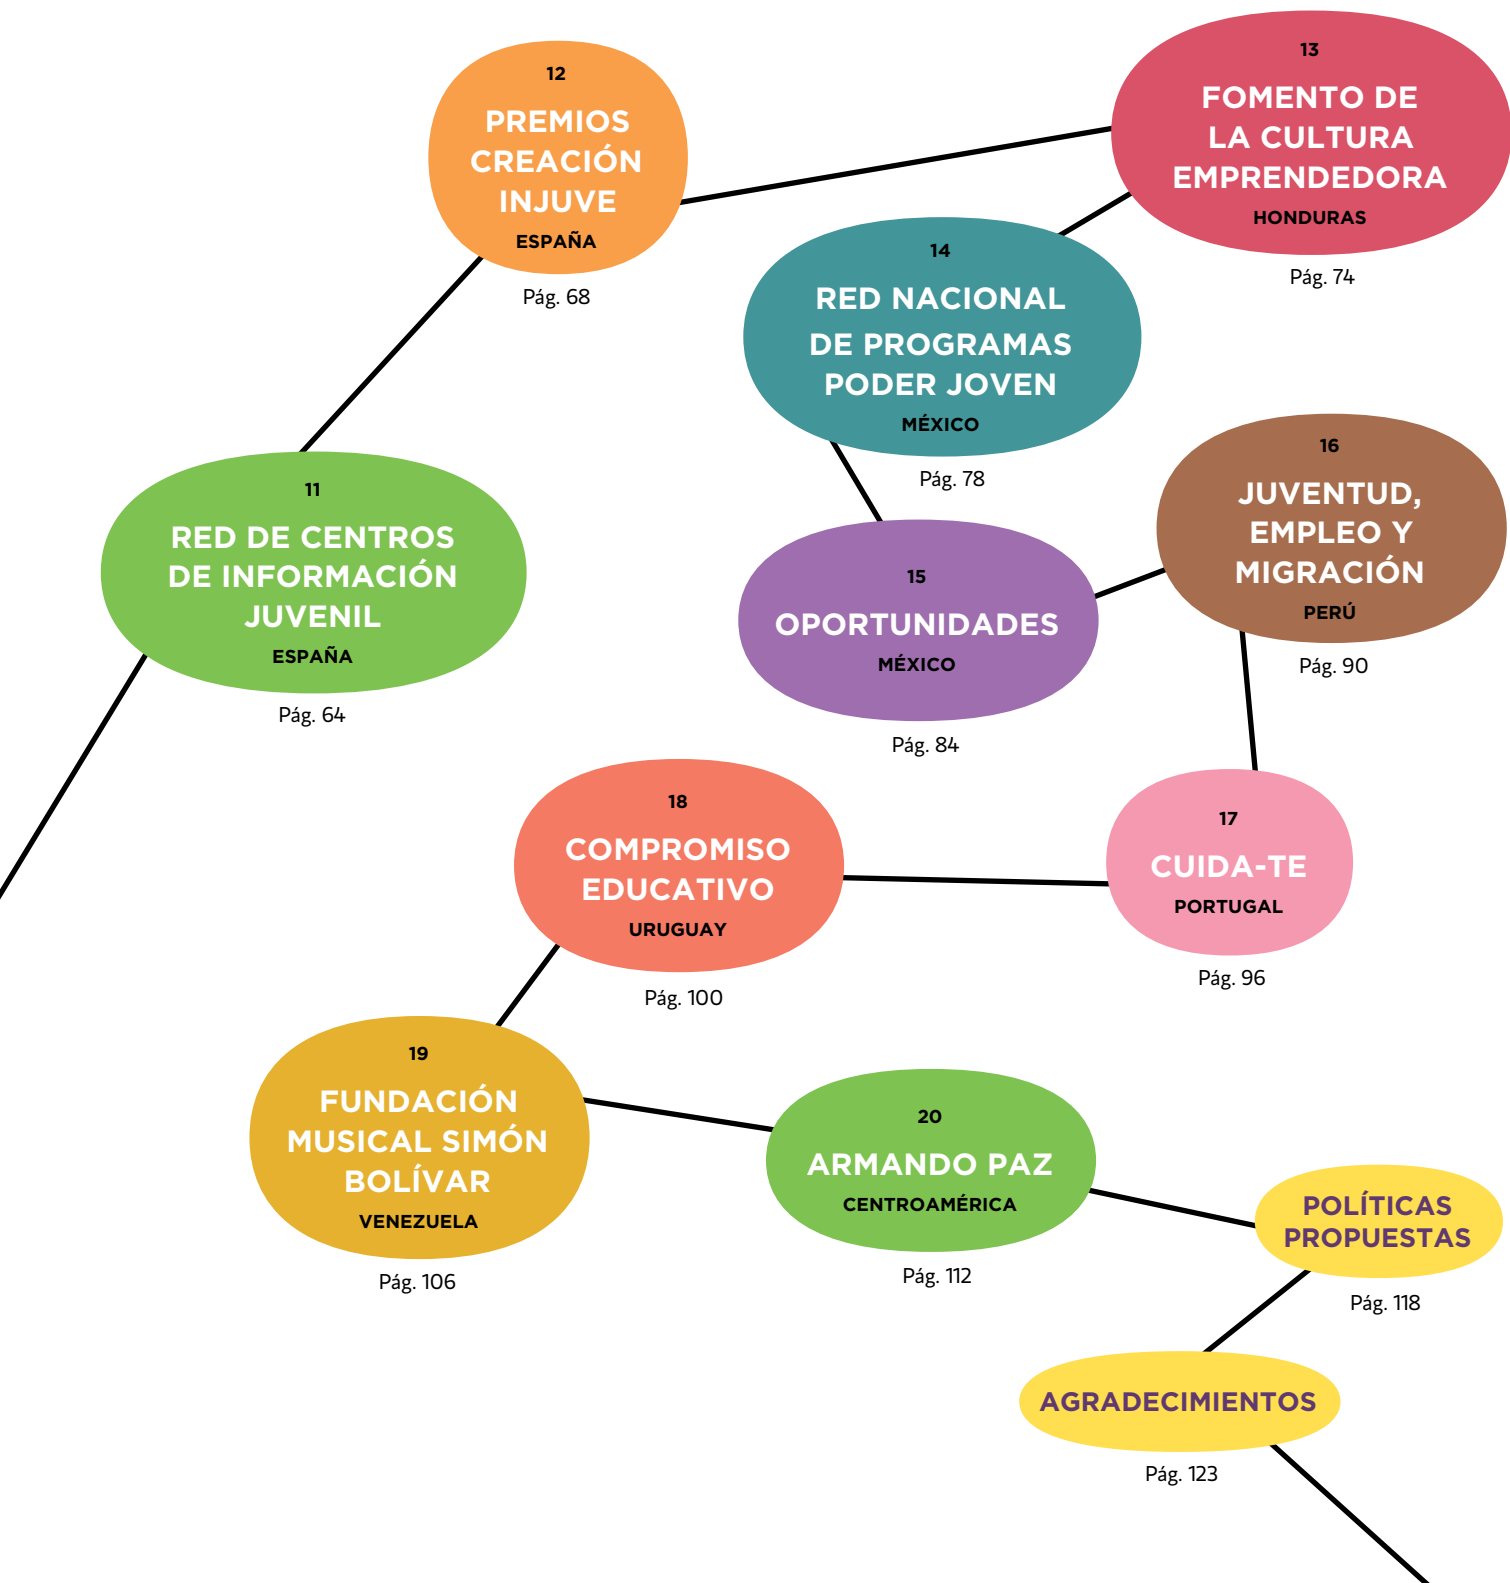 12
PREMIOS
CREACIÓN
INJUVE
ESPAÑA
Pág. 68
13
FOMENTO DE
LA CULTURA
EMPRENDEDORA
HONDURAS
Pág. 74
14
RED NACIONAL
DE PROGRAMAS
PODER JOVEN
MÉXICO
Pág. 78
11
RED DE CENTROS
DE INFORMACIÓN
JUVENIL
ESPAÑA
Pág. 64
15
OPORTUNIDADES
MÉXICO
Pág. 84
16
JUVENTUD,
EMPLEO Y
MIGRACIÓN
PERÚ
Pág. 90
18
COMPROMISO
EDUCATIVO
URUGUAY
Pág. 100
17
CUIDA-TE
PORTUGAL
Pág. 96
19
FUNDACIÓN
MUSICAL SIMÓN
BOLÍVAR
VENEZUELA
Pág. 106
20
ARMANDO PAZ
CENTROAMÉRICA
Pág. 112
POLÍTICAS
PROPUESTAS
Pág. 118
AGRADECIMIENTOS
Pág. 123